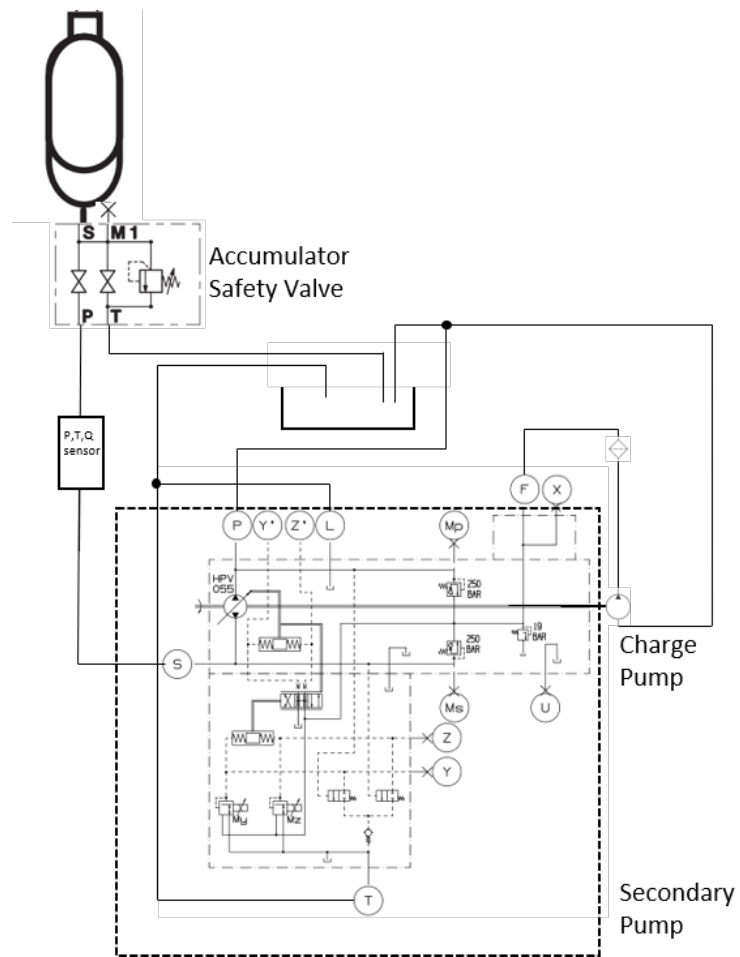 S M1
Accumulator
Safety Valve
P T
P,T,Q
sensor
F X
P Y' Z' L Mp
HPV
055
250
BAR
19
BAR
250
BAR
Charge
Pump
S
Ms U
Z
Y
My Mz
T
Secondary
Pump